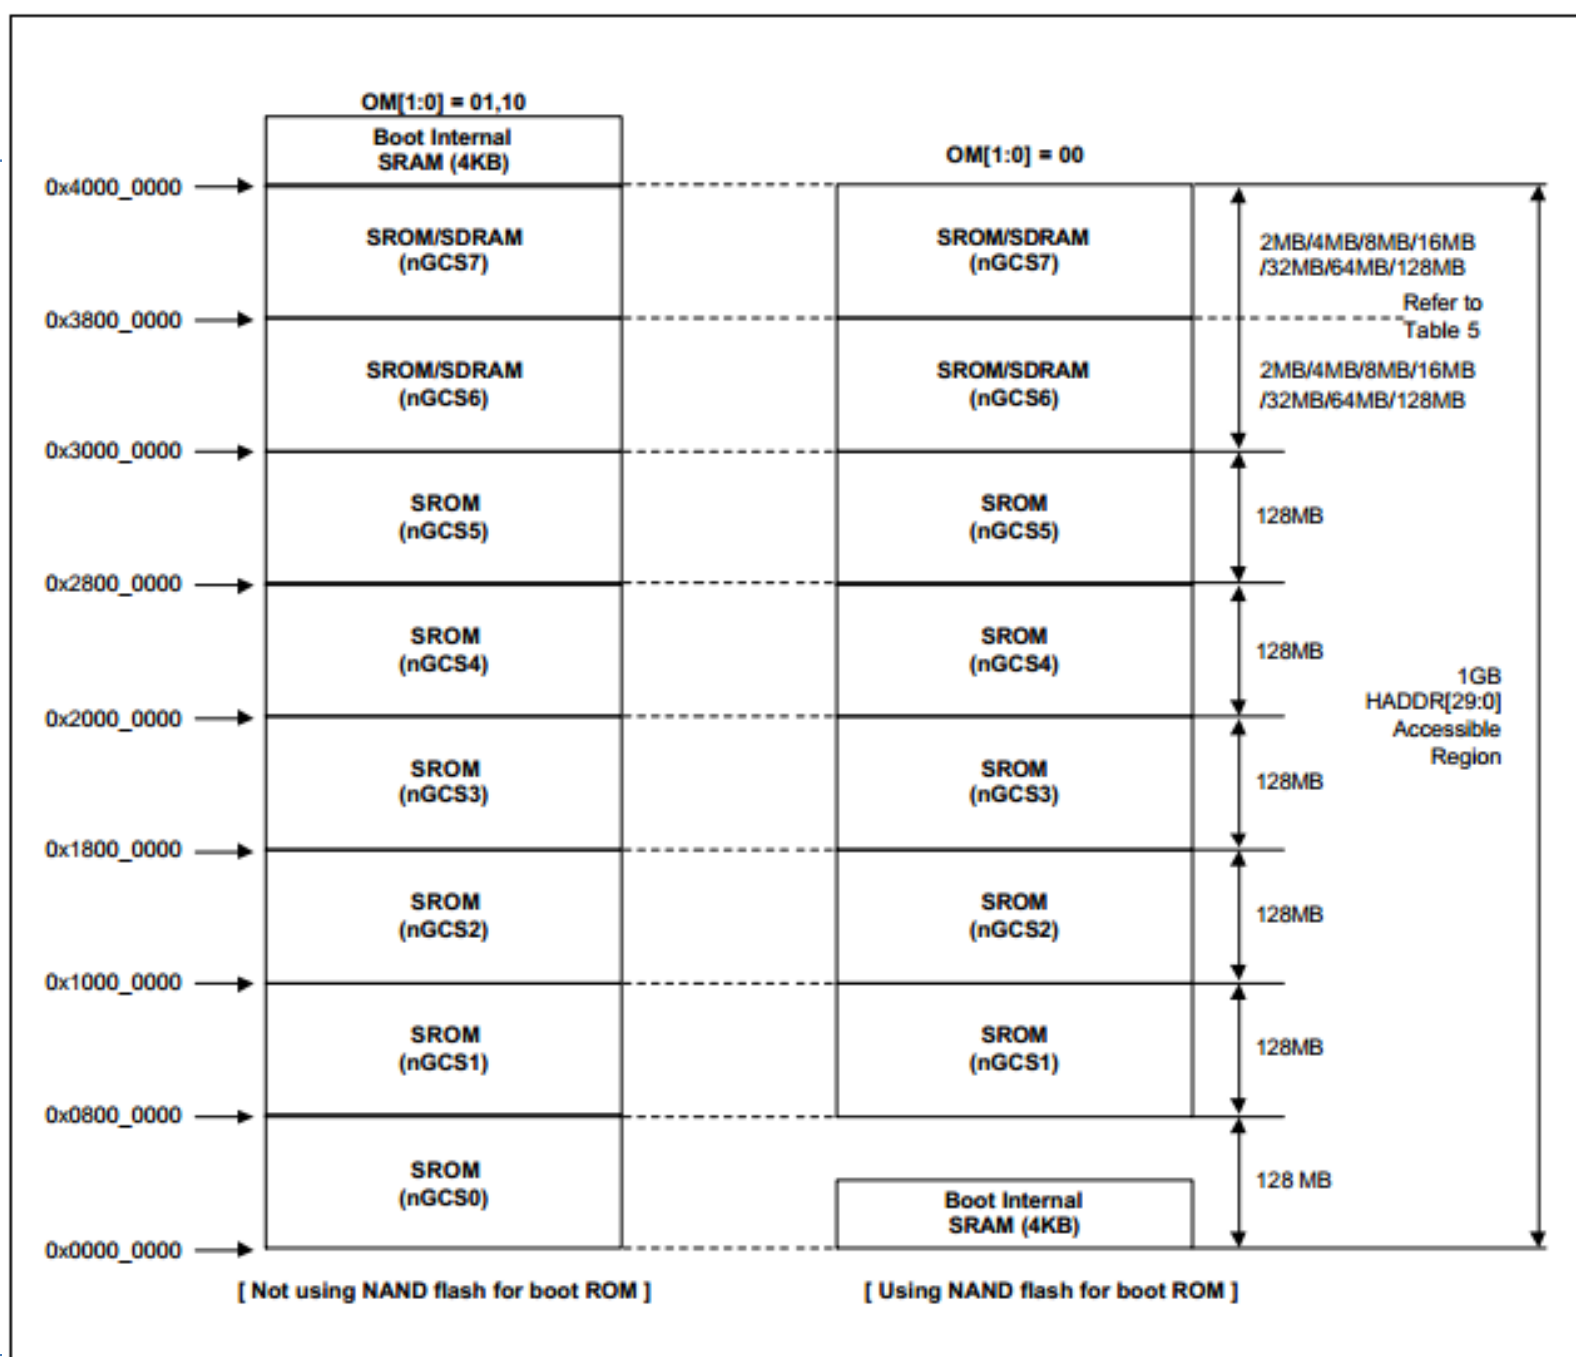 OM[1:0] = 01,10
Boot Internal
SRAM (4KB)
OM[1:0] = 00
0x4000_0000
SROM/SDRAM
(nGCS7)
SROM/SDRAM
(nGCS7)
2MB/4MB/8MB/16MB
/32MB/64MB/128MB
Refer to
Table 5
0x3800_0000
SROM/SDRAM
(nGCS6)
SROM/SDRAM
(nGCS6)
2MB/4MB/8MB/16MB
/32MB/64MB/128MB
0x3000_0000
SROM
(nGCS5)
SROM
(nGCS5)
128MB
0x2800_0000
SROM
(nGCS4)
SROM
(nGCS4)
128MB
1GB
HADDR[29:0]
Accessible
Region
0x2000_0000
SROM
(nGCS3)
SROM
(nGCS3)
128MB
0x1800_0000
SROM
(nGCS2)
SROM
(nGCS2)
128MB
0x1000_0000
SROM
(nGCS1)
SROM
(nGCS1)
128MB
0x0800_0000
SROM
(nGCS0)
Boot Internal
SRAM (4KB)
128 MB
0x0000_0000
[ Not using NAND flash for boot ROM ]
[ Using NAND flash for boot ROM ]